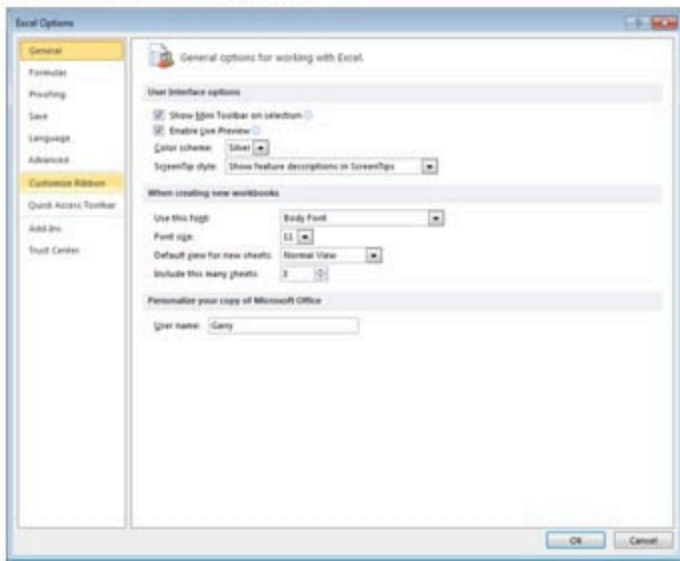 Excel Options
General
Formulas
Proofing
Save
Language
Advanced
Customize Ribbon
Quick Access Toolbar
Add-Ins
Trust Center
General options for working with Excel.
User Interface options
Show Mini Toolbar on selection
Enable Live Preview
Color scheme: Silver
ScreenTip style: Show feature descriptions in ScreenTips
When creating new workbooks
Use this font: Body Font
Font size: 11
Default view for new sheets: Normal View
Include this many sheets: 3
Personalize your copy of Microsoft Office
User name: Garry
OK Cancel